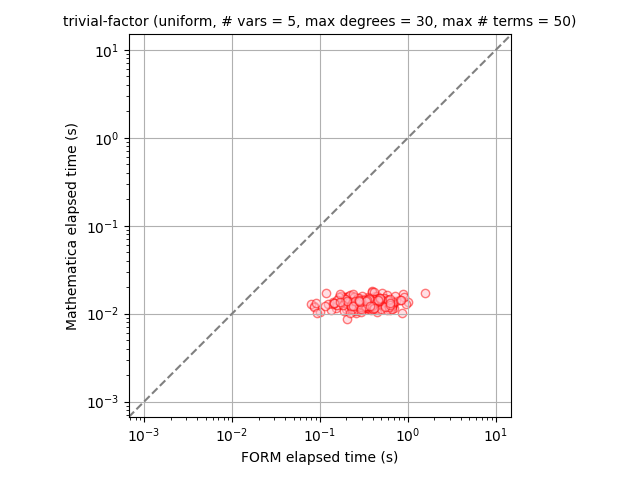 trivial-factor (uniform, # vars = 5, max degrees = 30, max # terms = 50)
Mathematica elapsed time (s)
10¹
10⁰
10⁻¹
10⁻²
10⁻³
10⁻³ 10⁻² 10⁻¹ 10⁰ 10¹
FORM elapsed time (s)